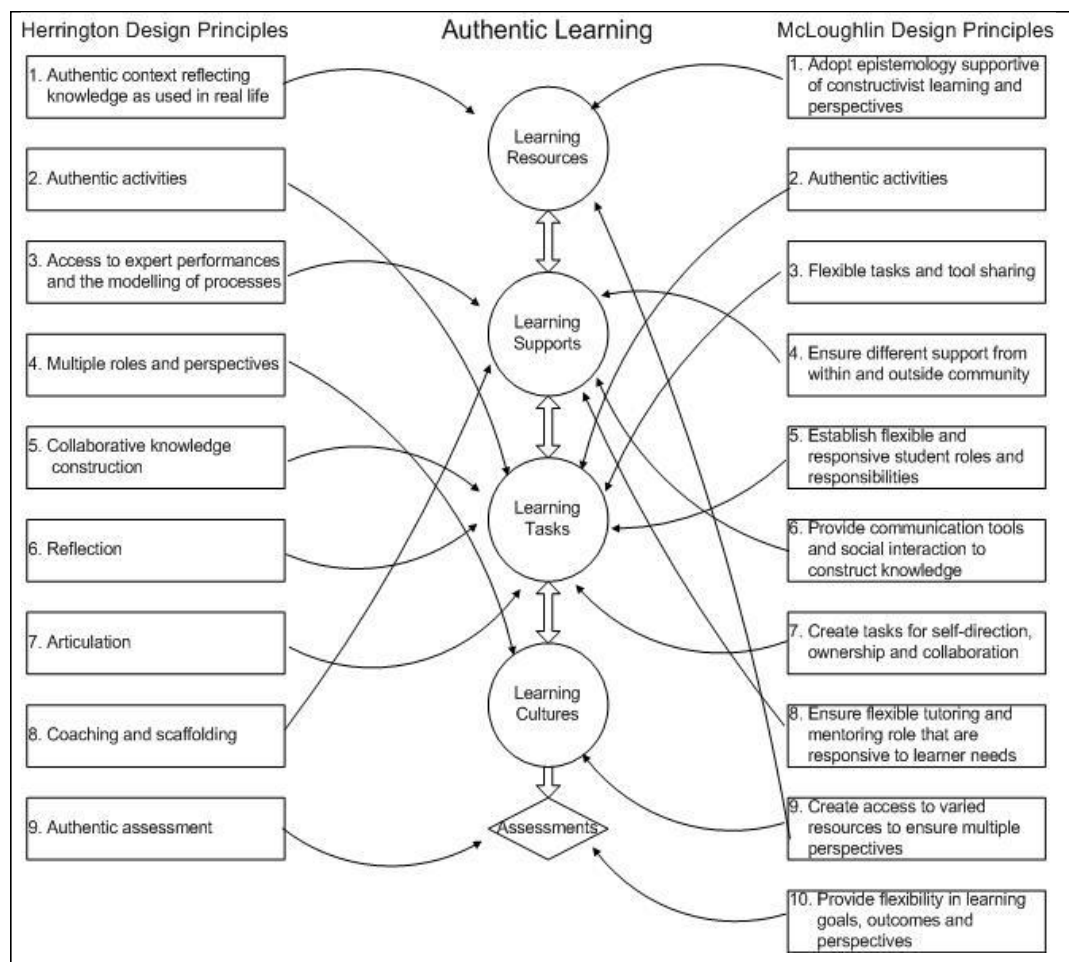 Herrington Design Principles
Authentic Learning
McLoughlin Design Principles
1. Authentic context reflecting
knowledge as used in real life
2. Authentic activities
3. Access to expert performances
and the modelling of processes
4. Multiple roles and perspectives
5. Collaborative knowledge
construction
6. Reflection
7. Articulation
8. Coaching and scaffolding
9. Authentic assessment
Learning
Resources
Learning
Supports
Learning
Tasks
Learning
Cultures
Assessments
1. Adopt epistemology supportive
of constructivist learning and
perspectives
2. Authentic activities
3. Flexible tasks and tool sharing
4. Ensure different support from
within and outside community
5. Establish flexible and
responsive student roles and
responsibilities
6. Provide communication tools
and social interaction to
construct knowledge
7. Create tasks for self-direction,
ownership and collaboration
8. Ensure flexible tutoring and
mentoring role that are
responsive to learner needs
9. Create access to varied
resources to ensure multiple
perspectives
10. Provide flexibility in learning
goals, outcomes and
perspectives